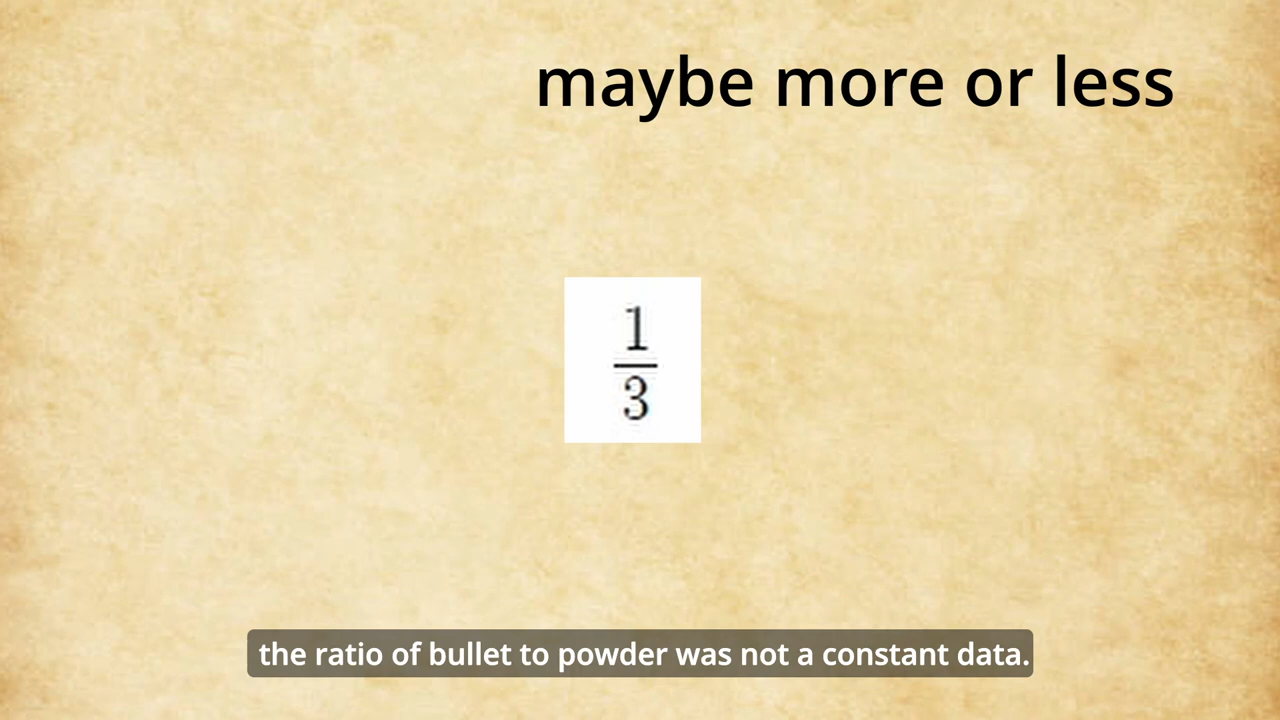 maybe more or less
1
3
the ratio of bullet to powder was not a constant data.